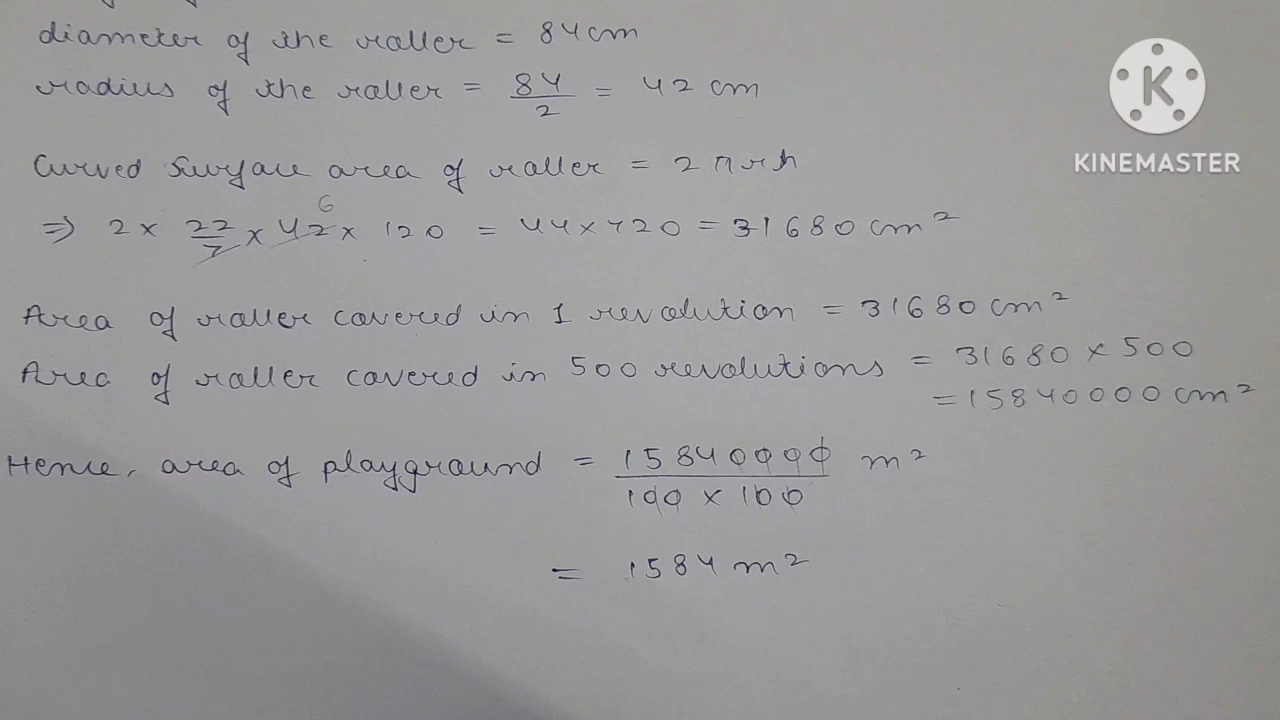 diameter of the roller = 84cm
radius of the roller = 84/2 = 42 cm
K
KINEMASTER
Curved Surface area of roller = 2πrh
6
⇒ 2 × 22/7 × 42 × 120 = 44 × 720 = 31680 cm²
Area of roller covered in 1 revolution = 31680 cm²
Area of roller covered in 500 revolutions = 31680 × 500
= 15840000 cm²
Hence, area of playground = 15840000/100 × 100 m²
= 1584 m²